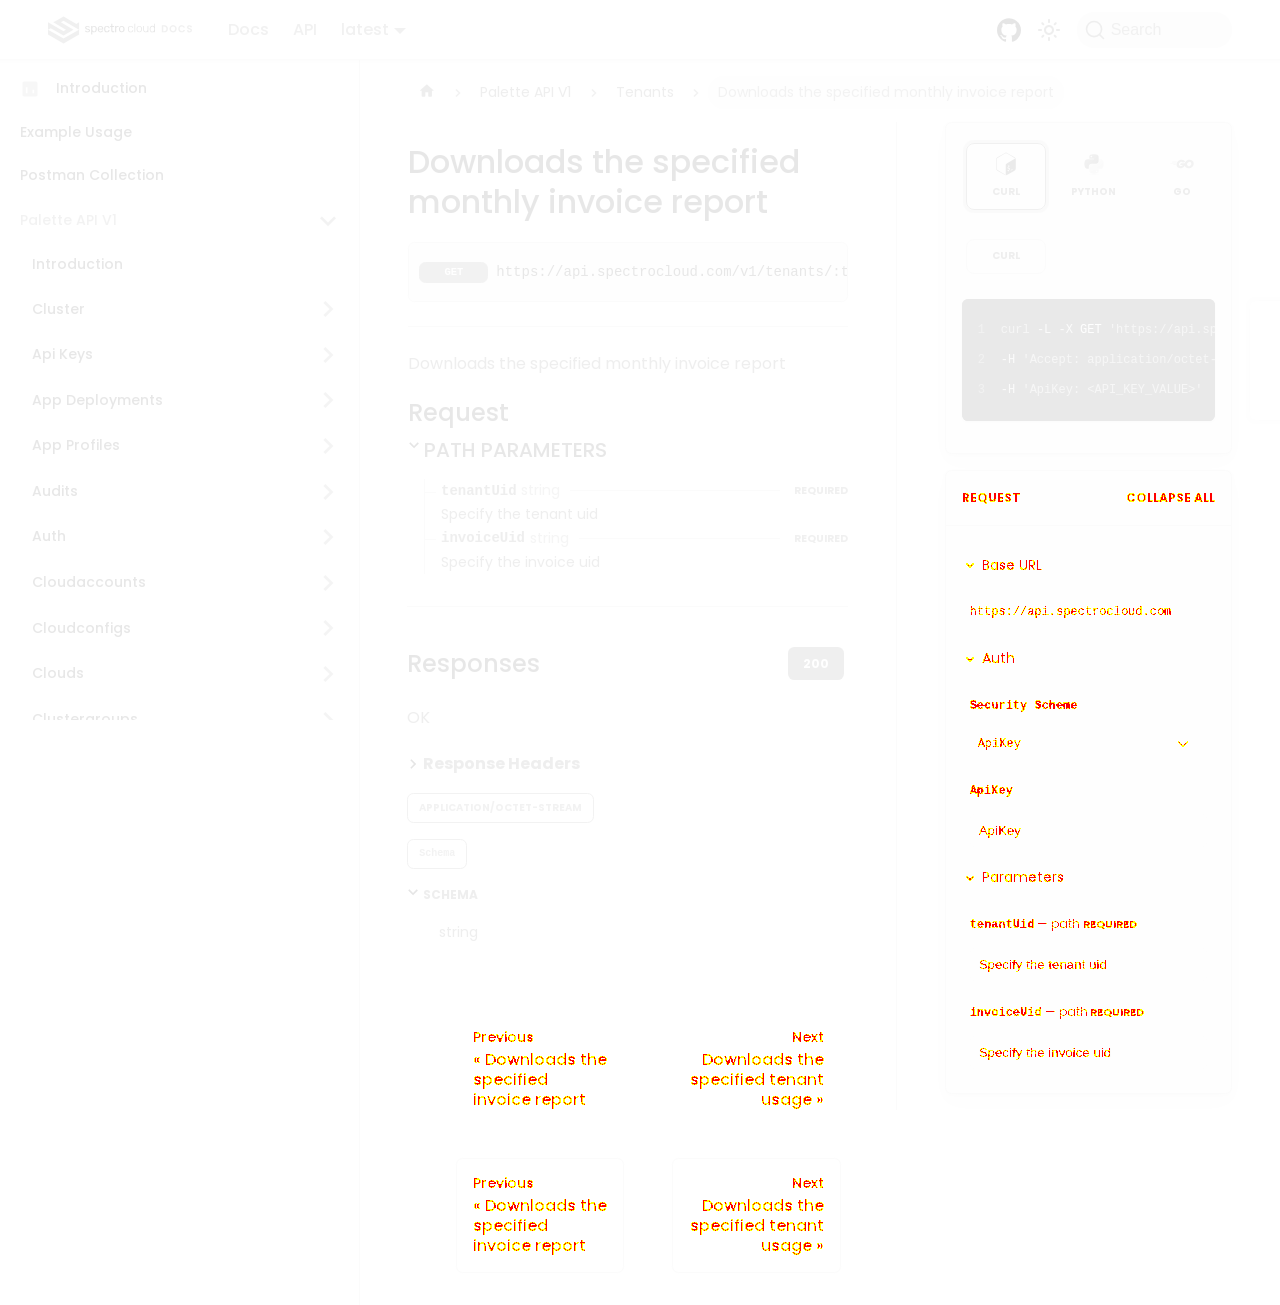 spectro cloud DOCS Docs API latest Search
Introduction
Example Usage
Postman Collection
Palette API V1
Introduction
Cluster
Api Keys
App Deployments
App Profiles
Audits
Auth
Cloudaccounts
Cloudconfigs
Clouds
Clustergroups
Palette API V1 Tenants Downloads the specified monthly invoice report
Downloads the specified
monthly invoice report
GET https://api.spectrocloud.com/v1/tenants/:t
Downloads the specified monthly invoice report
Request
PATH PARAMETERS
tenantUid string REQUIRED
Specify the tenant uid
invoiceUid string REQUIRED
Specify the invoice uid
Responses 200
OK
Response Headers
APPLICATION/OCTET-STREAM
Schema
SCHEMA
string
Previous
« Downloads the
specified
invoice report
Next
Downloads the
specified tenant
usage »
Previous
« Downloads the
specified
invoice report
Next
Downloads the
specified tenant
usage »
CURL PYTHON GO
CURL
1 curl -L -X GET 'https://api.sp
2 -H 'Accept: application/octet-
3 -H 'ApiKey: <API_KEY_VALUE>'
REQUEST COLLAPSE ALL
Base URL
https://api.spectrocloud.com
Auth
Security Scheme
ApiKey
ApiKey
ApiKey
Parameters
tenantUid — path REQUIRED
Specify the tenant uid
invoiceUid — path REQUIRED
Specify the invoice uid